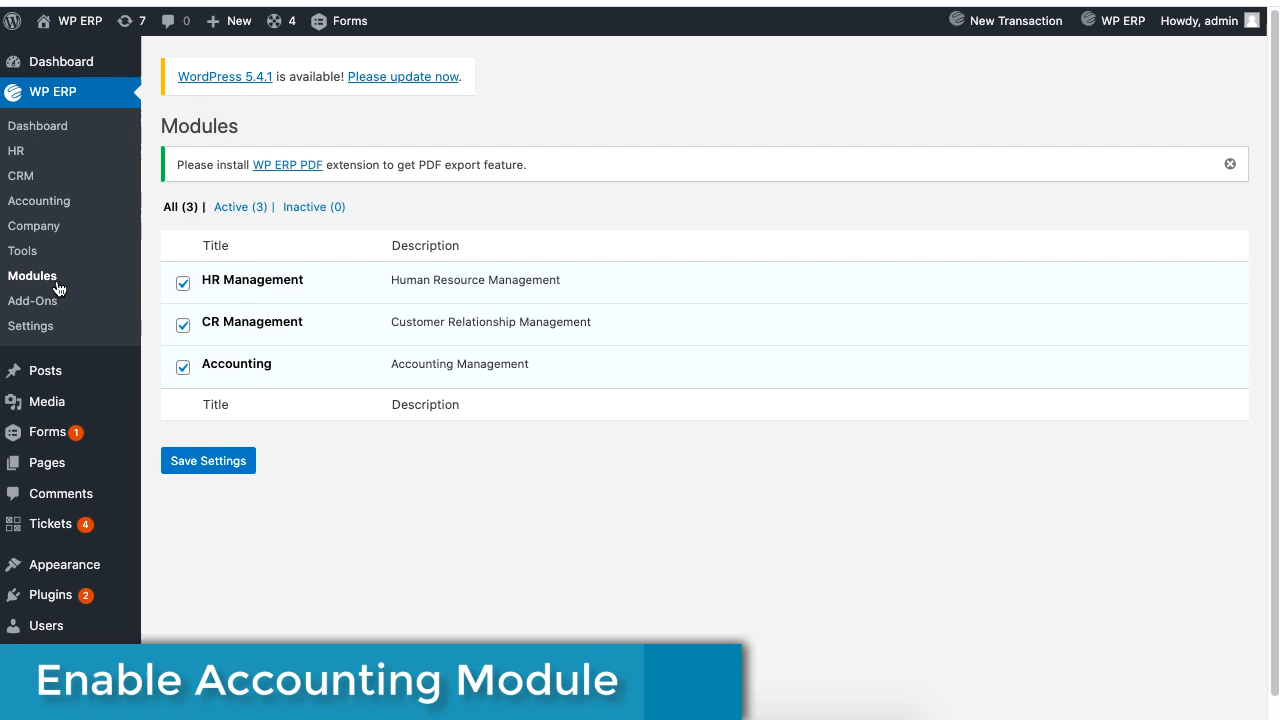 WP ERP 7 0 New 4 Forms New Transaction WP ERP Howdy, admin
Dashboard
WP ERP
Dashboard
HR
CRM
Accounting
Company
Tools
Modules
Add-Ons
Settings
Posts
Media
Forms 1
Pages
Comments
Tickets 4
Appearance
Plugins 2
Users
WordPress 5.4.1 is available! Please update now.
Modules
Please install WP ERP PDF extension to get PDF export feature.
All (3) | Active (3) | Inactive (0)
Title Description
HR Management Human Resource Management
CR Management Customer Relationship Management
Accounting Accounting Management
Title Description
Save Settings
Enable Accounting Module